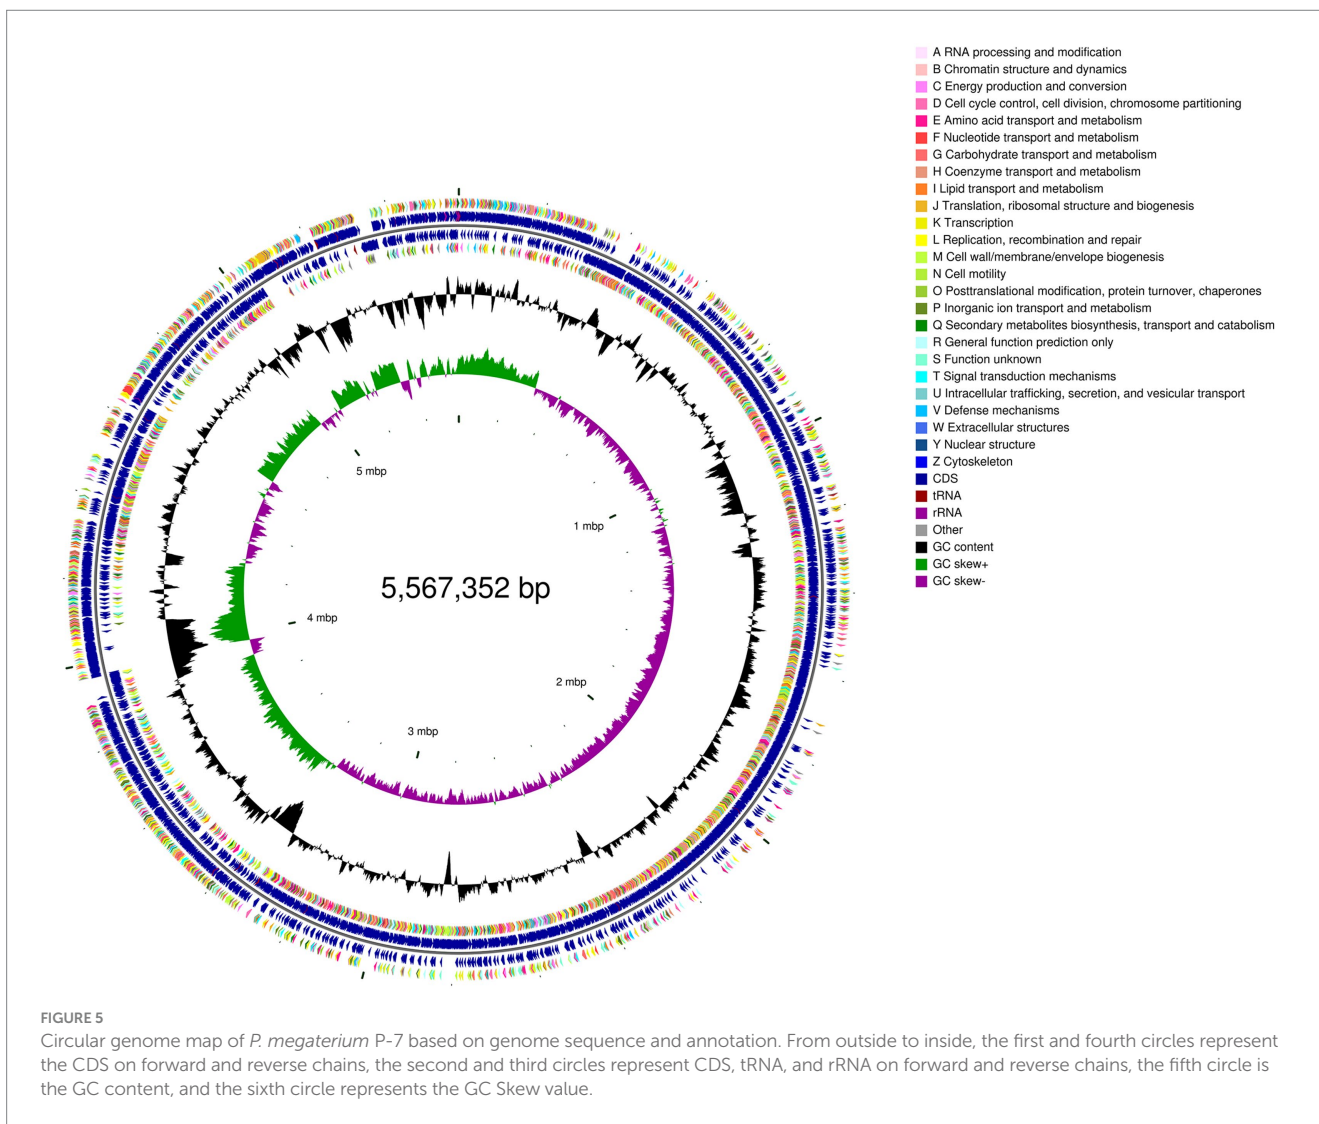 A RNA processing and modification
B Chromatin structure and dynamics
C Energy production and conversion
D Cell cycle control, cell division, chromosome partitioning
E Amino acid transport and metabolism
F Nucleotide transport and metabolism
G Carbohydrate transport and metabolism
H Coenzyme transport and metabolism
I Lipid transport and metabolism
J Translation, ribosomal structure and biogenesis
K Transcription
L Replication, recombination and repair
M Cell wall/membrane/envelope biogenesis
N Cell motility
O Posttranslational modification, protein turnover, chaperones
P Inorganic ion transport and metabolism
Q Secondary metabolites biosynthesis, transport and catabolism
R General function prediction only
S Function unknown
T Signal transduction mechanisms
U Intracellular trafficking, secretion, and vesicular transport
V Defense mechanisms
W Extracellular structures
Y Nuclear structure
Z Cytoskeleton
CDS
tRNA
rRNA
Other
GC content
GC skew+
GC skew-
5 mbp
1 mbp
5,567,352 bp
4 mbp
2 mbp
3 mbp
FIGURE 5
Circular genome map of P. megaterium P-7 based on genome sequence and annotation. From outside to inside, the first and fourth circles represent
the CDS on forward and reverse chains, the second and third circles represent CDS, tRNA, and rRNA on forward and reverse chains, the fifth circle is
the GC content, and the sixth circle represents the GC Skew value.